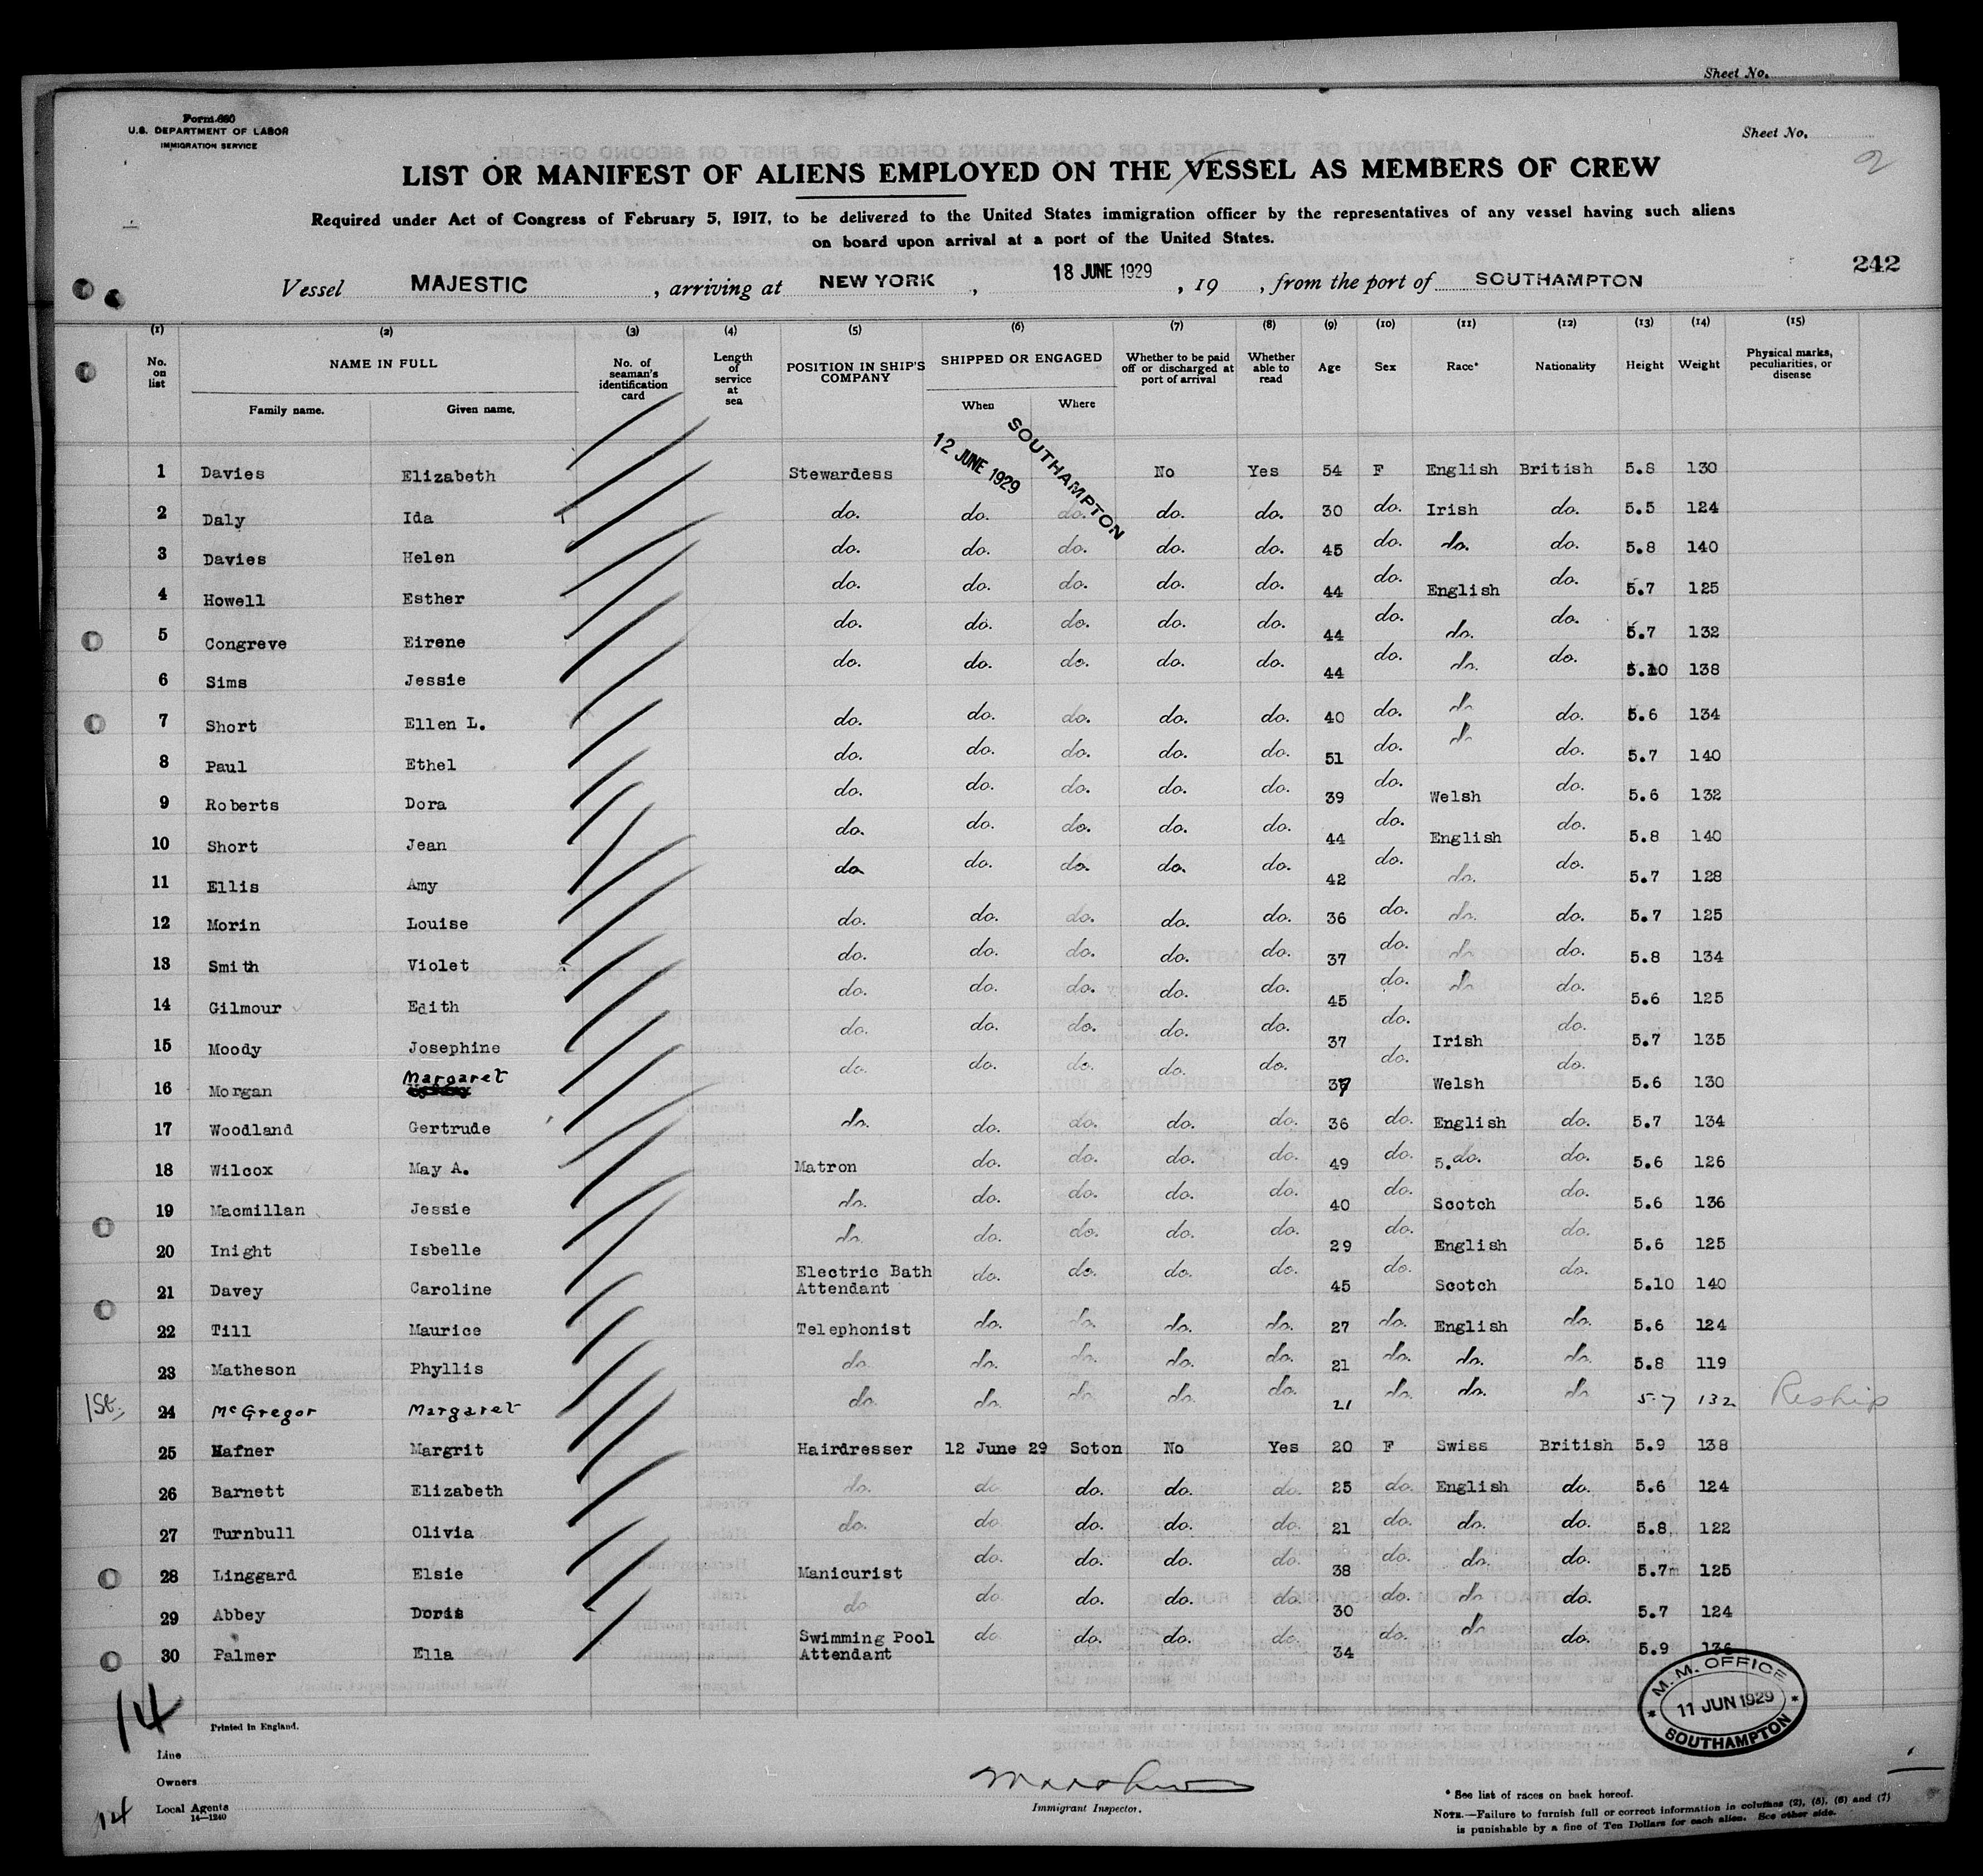 Sheet No.
Form 680
U.S. DEPARTMENT OF LABOR
IMMIGRATION SERVICE
Sheet No.
2
LIST OR MANIFEST OF ALIENS EMPLOYED ON THE VESSEL AS MEMBERS OF CREW
Required under Act of Congress of February 5, 1917, to be delivered to the United States immigration officer by the representatives of any vessel having such aliens
on board upon arrival at a port of the United States.
242
Vessel MAJESTIC, arriving at NEW YORK, 18 JUNE 1929, 19 , from the port of SOUTHAMPTON
(1) (2) (3) (4) (5) (6) (7) (8) (9) (10) (11) (12) (13) (14) (15)
No. on list NAME IN FULL Family name. Given name. No. of seaman's identification card Length of service at sea POSITION IN SHIP'S COMPANY SHIPPED OR ENGAGED When Where Whether to be paid off or discharged at port of arrival Whether able to read Age Sex Race* Nationality Height Weight Physical marks, peculiarities, or disease
1 Davies Elizabeth Stewardess 12 JUNE 1929 SOUTHAMPTON No Yes 54 F English British 5.8 130
2 Daly Ida do. do. do. do. do. 30 do. Irish do. 5.5 124
3 Davies Helen do. do. do. do. do. 45 do. do. do. 5.8 140
4 Howell Esther do. do. do. do. do. 44 do. English do. 5.7 125
5 Congreve Eirene do. do. do. do. do. 44 do. do. do. 5.7 132
6 Sims Jessie do. do. do. do. do. 44 do. do. do. 5.10 138
7 Short Ellen L. do. do. do. do. do. 40 do. do do. 5.6 134
8 Paul Ethel do. do. do. do. do. 51 do. do do. 5.7 140
9 Roberts Dora do. do. do. do. do. 39 do. Welsh do. 5.6 132
10 Short Jean do. do. do. do. do. 44 do. English do. 5.8 140
11 Ellis Amy do do. do. do. do. 42 do. do. do. 5.7 128
12 Morin Louise do. do. do. do. do. 36 do. do. do. 5.7 125
13 Smith Violet do. do. do. do. do. 37 do. do do. 5.8 134
14 Gilmour Edith do. do. do. do. do. 45 do. do do. 5.6 125
15 Moody Josephine do. do. do. do. do. 37 do. Irish do. 5.7 135
16 Morgan Margaret do. do. do. do. do. 37 do. Welsh do. 5.6 130
17 Woodland Gertrude do. do. do. do. do. 36 do. English do. 5.7 134
18 Wilcox May A. Matron do. do. do. do. 49 do. 5.do. do. 5.6 126
19 Macmillan Jessie do. do. do. do. do. 40 do. Scotch do. 5.6 136
20 Inight Isbelle do. do. do. do. do. 29 do. English do. 5.6 125
21 Davey Caroline Electric Bath Attendant do. do. do. do. 45 do. Scotch do. 5.10 140
22 Till Maurice Telephonist do. do. do. do. 27 do. English do. 5.6 124
23 Matheson Phyllis do. do. do. do. do. 21 do. do. do. 5.8 119
1St. 24 McGregor Margaret do. do. do. do. do. 21 do. do. do 5-7 132 Reship
25 Hafner Margrit Hairdresser 12 June 29 Soton No Yes 20 F Swiss British 5.9 138
26 Barnett Elizabeth do. do do. do. do. 25 do. English do. 5.6 124
27 Turnbull Olivia do. do do. do. do. 21 do. do. do. 5.8 122
28 Linggard Elsie Manicurist do. do. do. do. 38 do. do. do. 5.7 125
29 Abbey Doris do do. do. do. do. 30 do. do do. 5.7 124
30 Palmer Ella Swimming Pool Attendant do. do. do. do. 34 do. do do. 5.9 136
M.M. OFFICE
11 JUN 1929
SOUTHAMPTON
14
Printed in England.
Line
Owners
Local Agents
14—1240
14
Immigrant Inspector.
* See list of races on back hereof.
NOTE.—Failure to furnish full or correct information in columns (2), (5), (6) and (7)
is punishable by a fine of Ten Dollars for each alien. See other side.